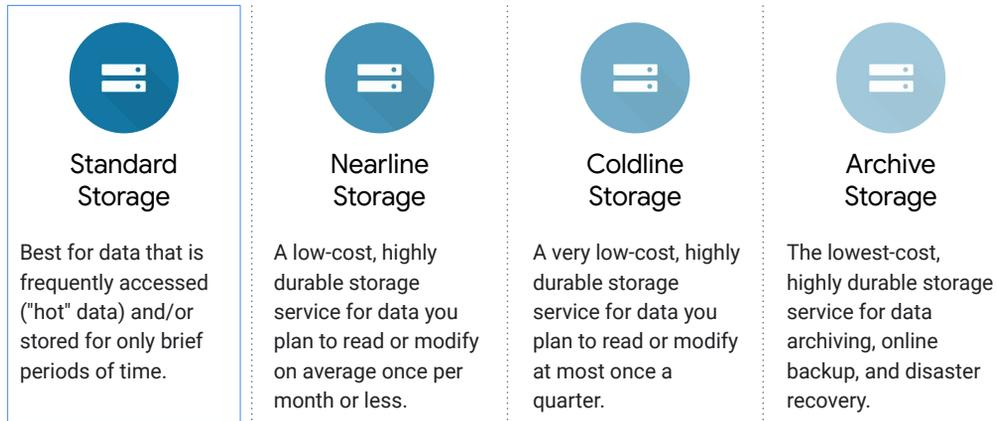 Standard
Storage
Best for data that is
frequently accessed
("hot" data) and/or
stored for only brief
periods of time.
Nearline
Storage
A low-cost, highly
durable storage
service for data you
plan to read or modify
on average once per
month or less.
Coldline
Storage
A very low-cost, highly
durable storage
service for data you
plan to read or modify
at most once a
quarter.
Archive
Storage
The lowest-cost,
highly durable storage
service for data
archiving, online
backup, and disaster
recovery.